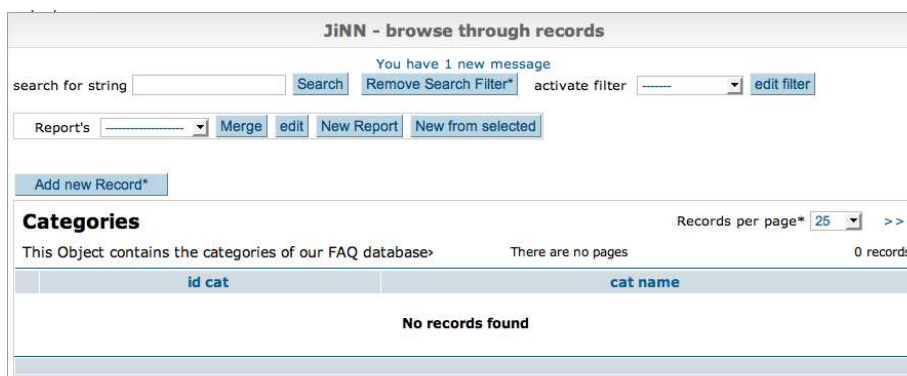 JiNN - browse through records
You have 1 new message
search for string Search Remove Search Filter* activate filter ------- edit filter
Report's ------------------ Merge edit New Report New from selected
Add new Record*
Categories Records per page* 25 >>
This Object contains the categories of our FAQ database› There are no pages 0 records
id cat cat name
No records found